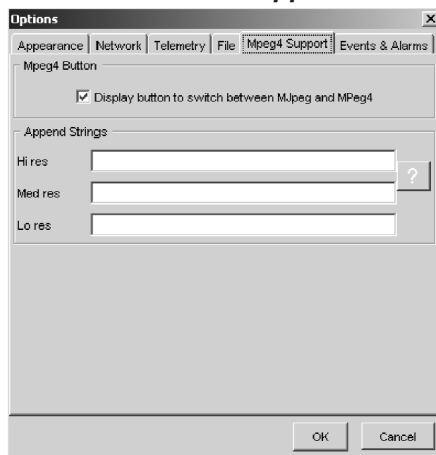 Options
Appearance Network Telemetry File Mpeg4 Support Events & Alarms
Mpeg4 Button
Display button to switch between MJpeg and MPeg4
Append Strings
Hi res
?
Med res
Lo res
OK Cancel